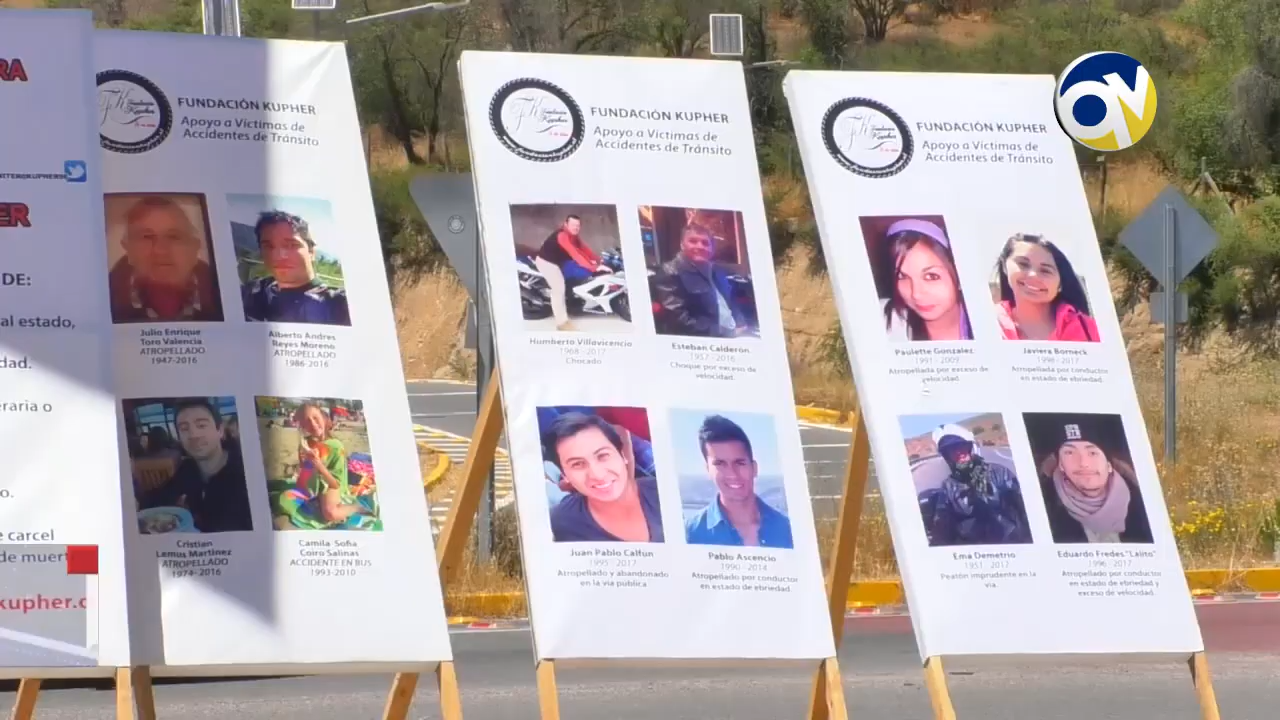 RA
ER
DE:
al estado,
dad.
eraria o
o.
e carcel
de muert
kupher.c
FUNDACIÓN KUPHER
Apoyo a Víctimas de
Accidentes de Tránsito
Julio Enrique
Toro Valencia
ATROPELLADO
1947-2016
Alberto Andres
Reyes Moreno
ATROPELLADO
1986-2016
Cristian
Lemus Martinez
ATROPELLADO
1974-2016
Camila Sofia
Coiro Salinas
ACCIDENTE EN BUS
1993-2010
FUNDACIÓN KUPHER
Apoyo a Víctimas de
Accidentes de Tránsito
Humberto Villavicencio
1968 - 2017
Chocado
Esteban Calderón
1957 - 2016
Choque por exceso de
velocidad.
Juan Pablo Calfun
1995 - 2017
Atropellado y abandonado
en la vía pública
Pablo Ascencio
1990 - 2014
Atropellado por conductor
en estado de ebriedad.
FUNDACIÓN KUPHER
Apoyo a Víctimas de
Accidentes de Tránsito
Paulette Gonzalez
1991 - 2009
Atropellada por exceso de
velocidad.
Javiera Borneck
1998 - 2017
Atropellada por conductor
en estado de ebriedad.
Ema Demetrio
1951 - 2017
Peatón imprudente en la
vía.
Eduardo Fredes "Lalito"
1996 - 2017
Atropellado por conductor
en estado de ebriedad y
exceso de velocidad.